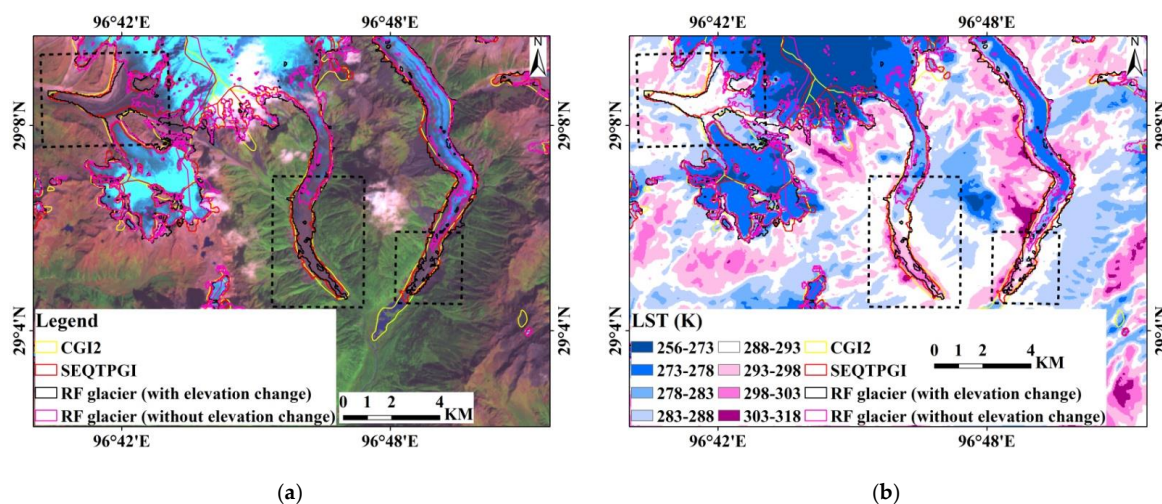 96°42'E 96°48'E 96°42'E 96°48'E
N N
29°8'N 29°8'N 29°8'N
29°4'N 29°4'N 29°4'N
Legend
CGI2
SEQTPGI
RF glacier (with elevation change)
RF glacier (without elevation change)
0 1 2 4
KM
LST (K)
256-273 288-293 CGI2
273-278 293-298 SEQTPGI
278-283 298-303 RF glacier (with elevation change)
283-288 303-318 RF glacier (without elevation change)
0 1 2 4
KM
96°42'E 96°48'E 96°42'E 96°48'E
(a) (b)